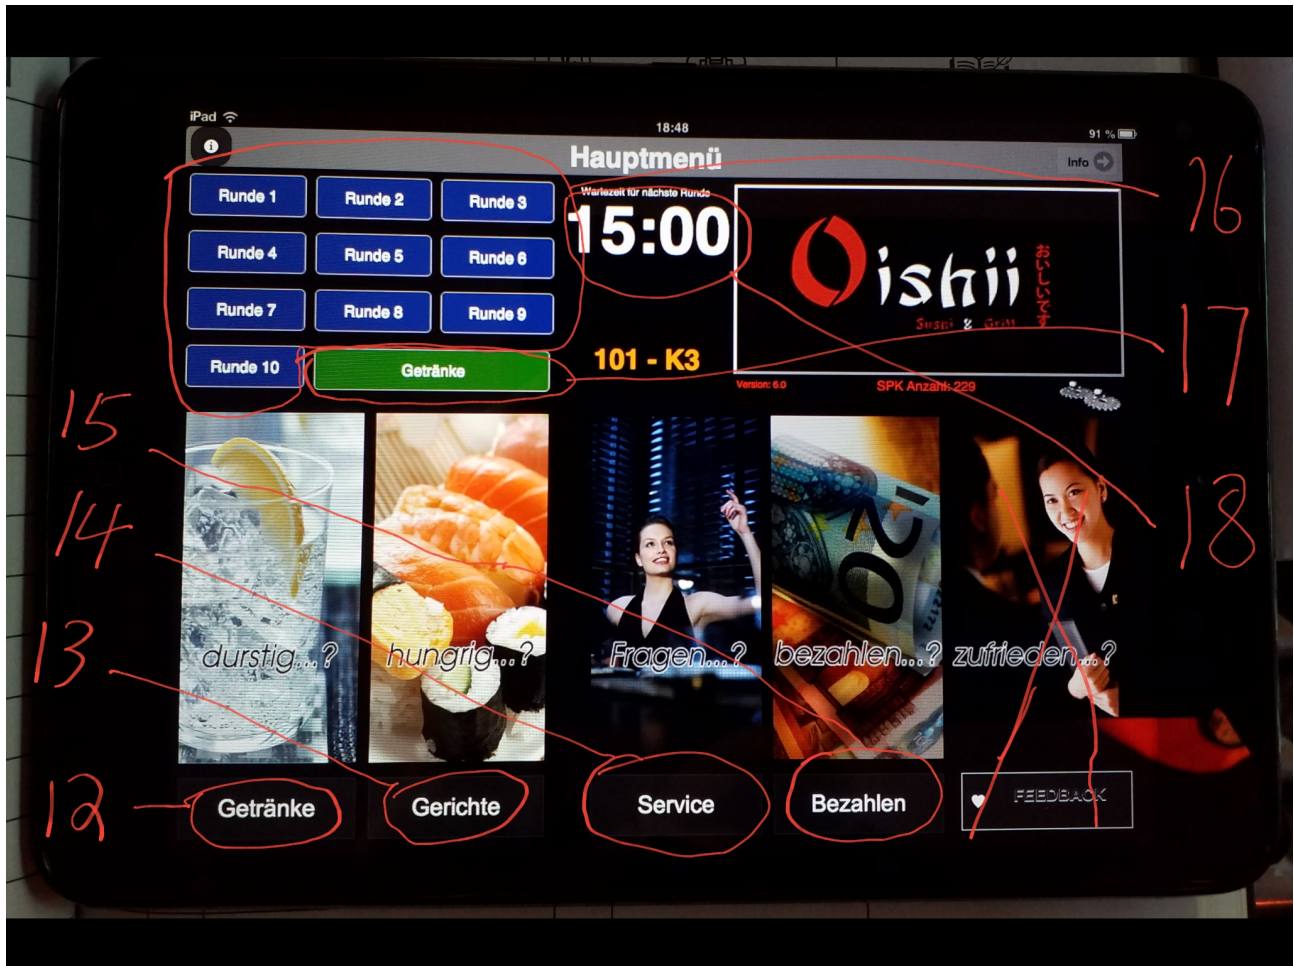 iPad
18:48
91 %
Hauptmenü
Info
Runde 1
Runde 2
Runde 3
Wartezeit für nächste Runde
15:00
16
Runde 4
Runde 5
Runde 6
Oishii
おいしいです
Sushi & Grill
Runde 7
Runde 8
Runde 9
17
Runde 10
Getränke
101 - K3
Version: 6.0
SPK Anzahl: 229
15
14
18
13
durstig...?
hungrig...?
Fragen...?
bezahlen...?
zufrieden...?
12
Getränke
Gerichte
Service
Bezahlen
FEEDBACK